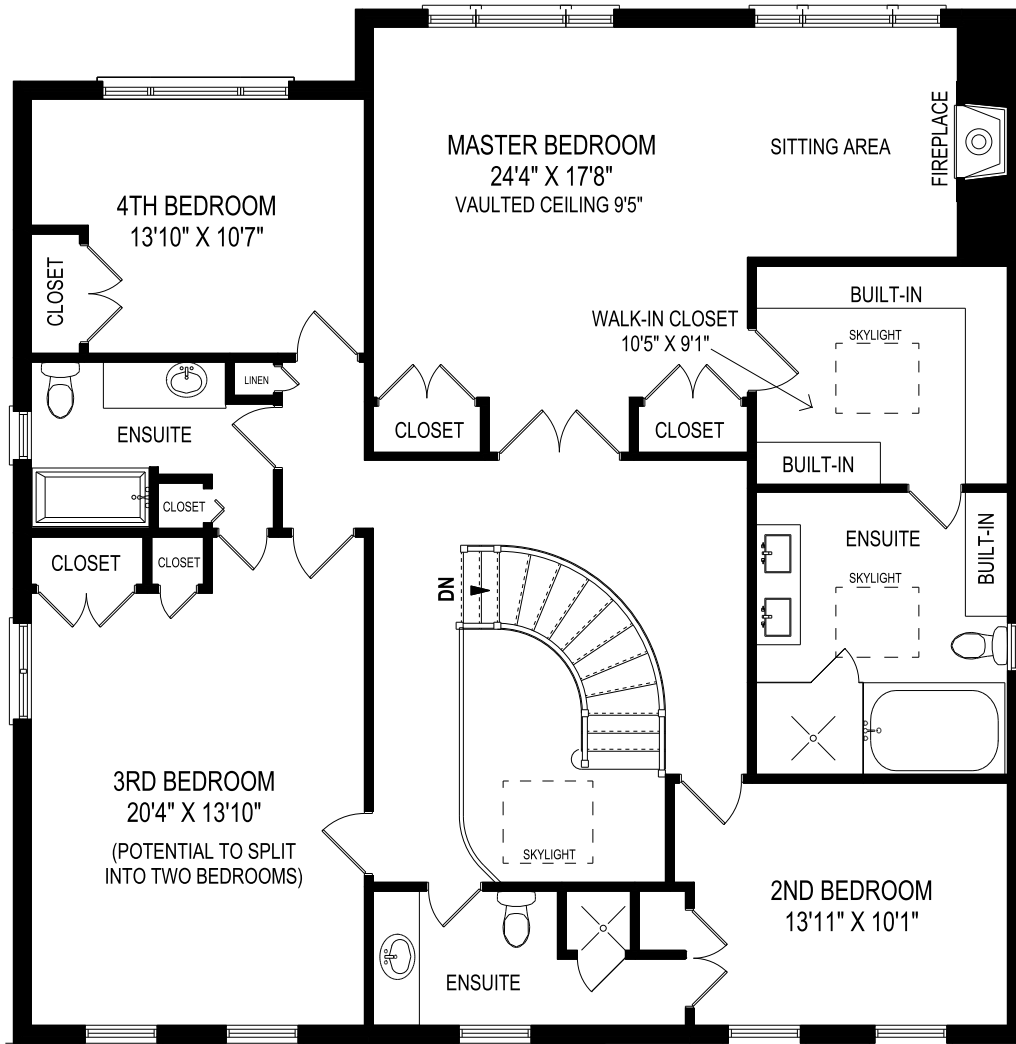 MASTER BEDROOM
24'4" X 17'8"
VAULTED CEILING 9'5"
SITTING AREA
FIREPLACE
4TH BEDROOM
13'10" X 10'7"
CLOSET
WALK-IN CLOSET
10'5" X 9'1"
BUILT-IN
SKYLIGHT
BUILT-IN
LINEN
ENSUITE
CLOSET
CLOSET
CLOSET
CLOSET
CLOSET
ENSUITE
SKYLIGHT
BUILT-IN
DN
3RD BEDROOM
20'4" X 13'10"
(POTENTIAL TO SPLIT
INTO TWO BEDROOMS)
SKYLIGHT
ENSUITE
2ND BEDROOM
13'11" X 10'1"